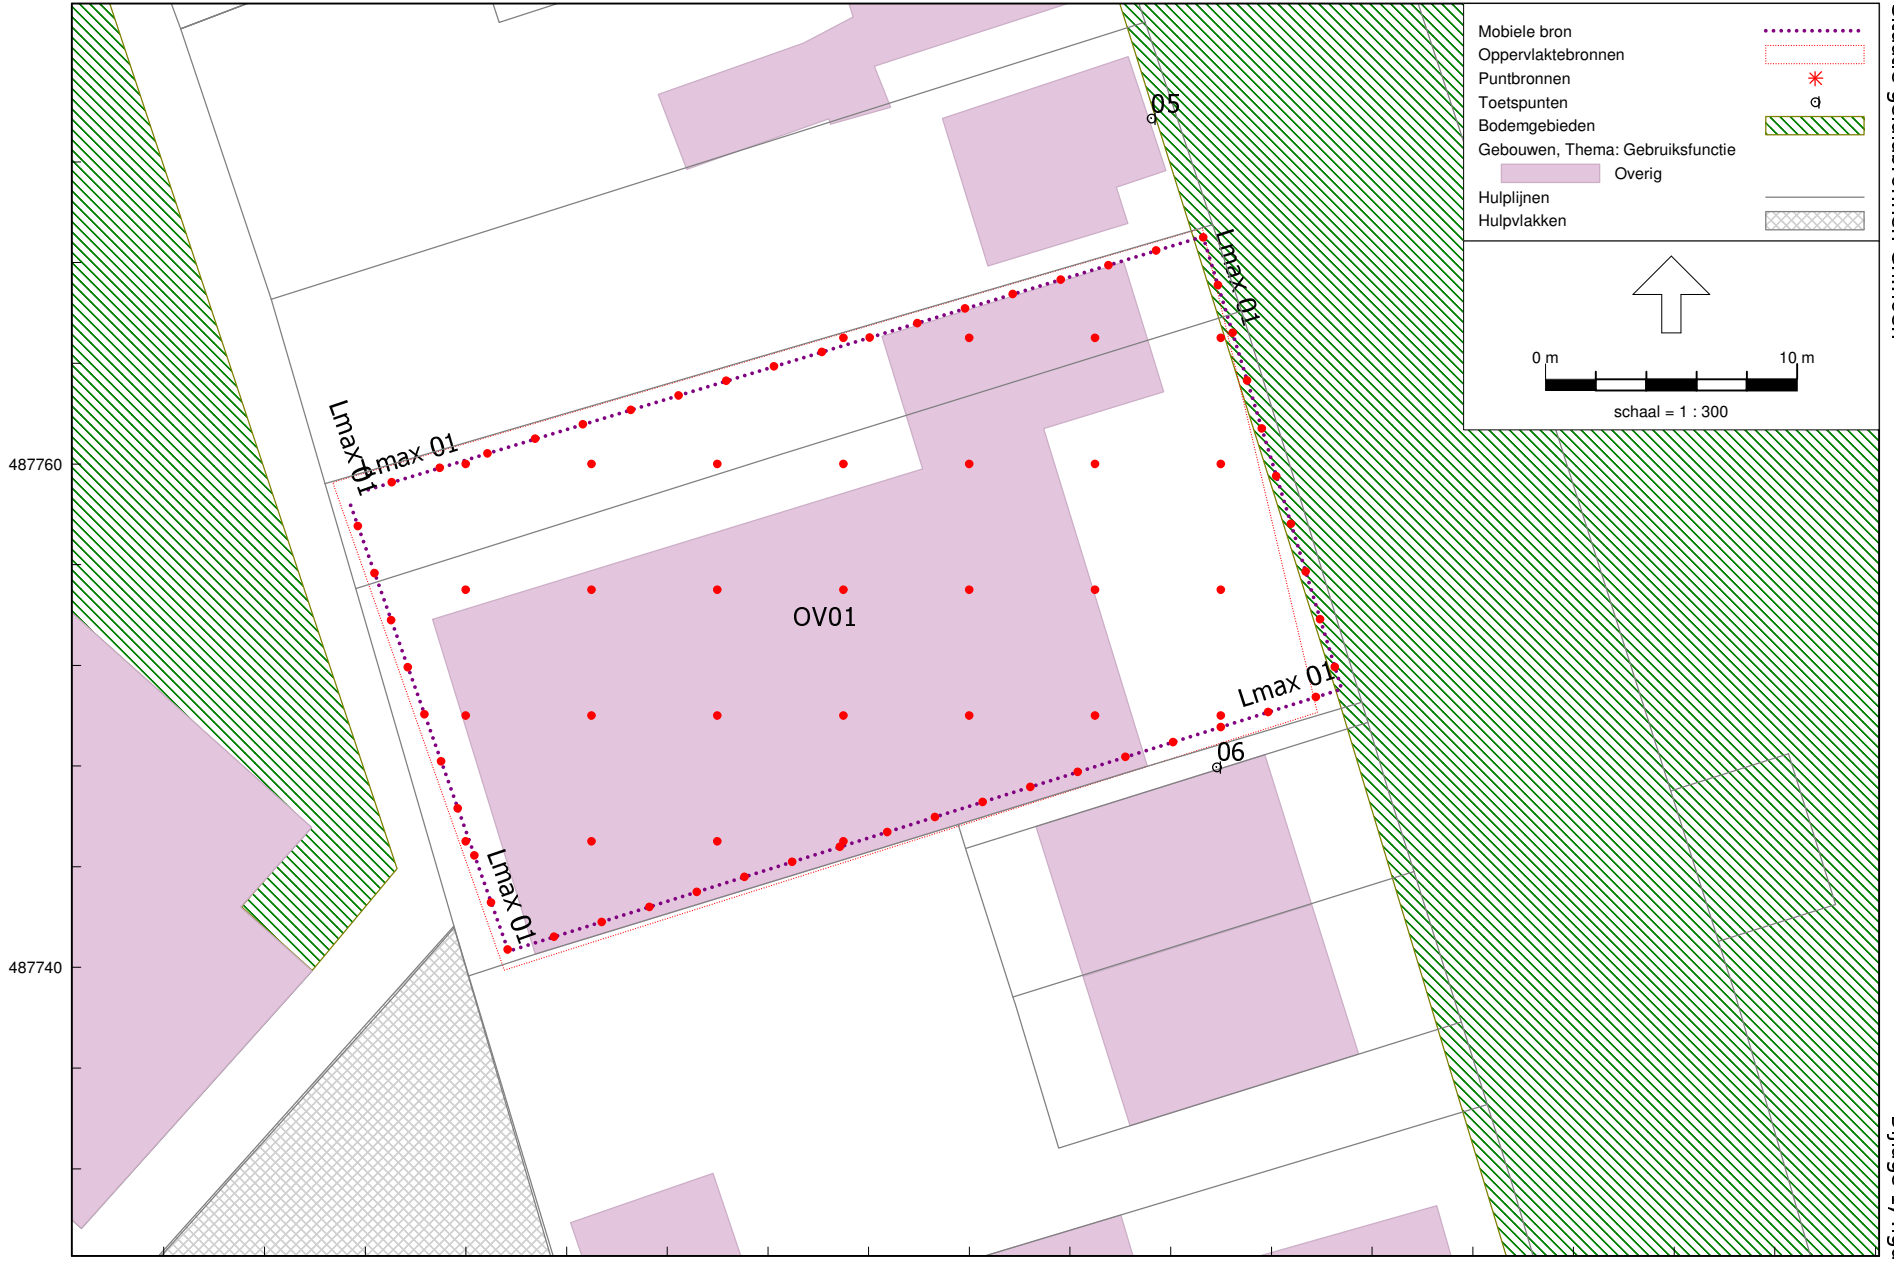 Mobiele bron
Oppervlaktebronnen
Puntbronnen
Toetspunten
Bodemgebieden
Gebouwen, Thema: Gebruiksfunctie
Overig
Hulplijnen
Hulpvlakken
0 m 10 m
schaal = 1 : 300
05
Lmax 01
Lmax 01
Lmax 01
487760
OV01
Lmax 01
06
Lmax 01
487740